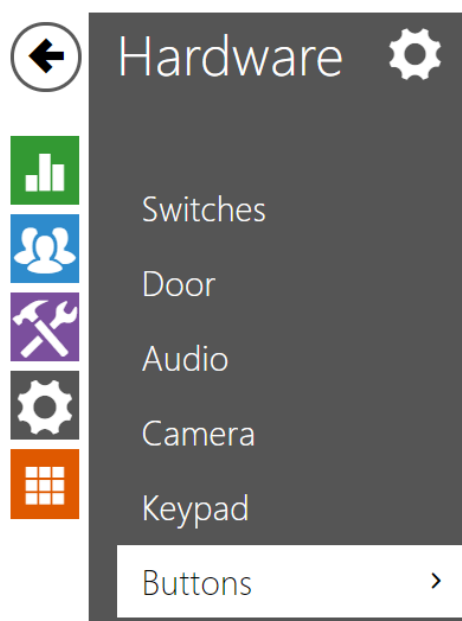 Hardware
Switches
Door
Audio
Camera
Keypad
Buttons